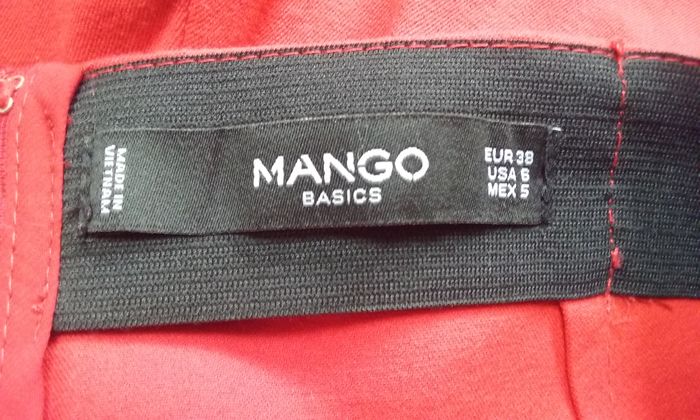 MADE IN
VIETNAM
MANGO
BASICS
EUR 38
USA 6
MEX 5